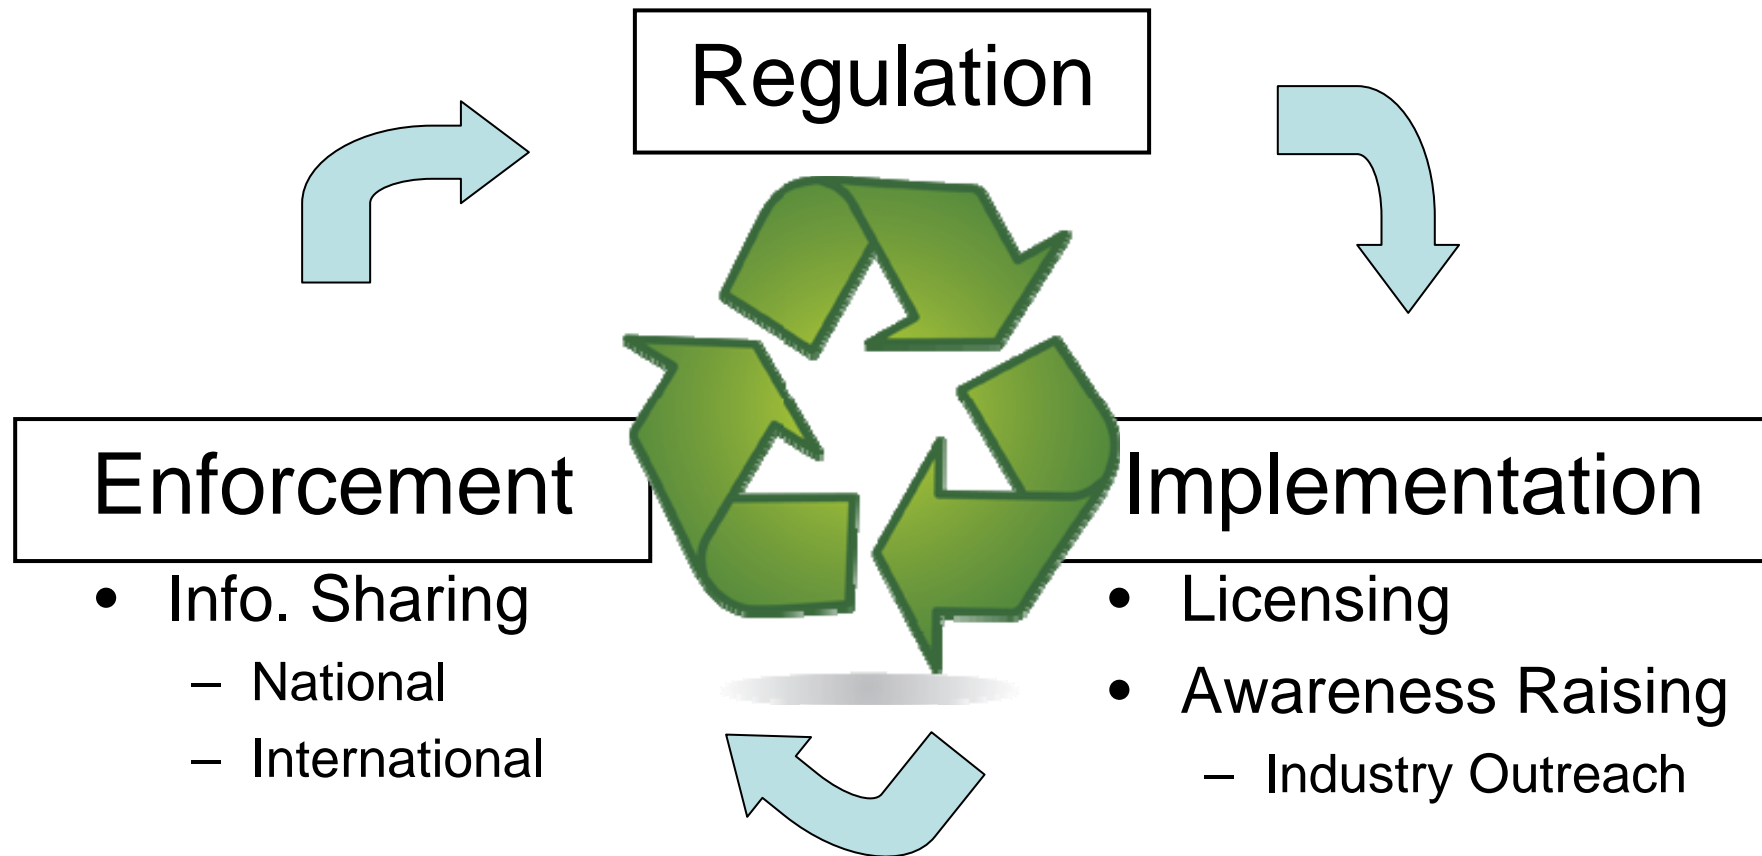 Regulation
Enforcement
• Info. Sharing
– National
– International
Implementation
• Licensing
• Awareness Raising
– Industry Outreach